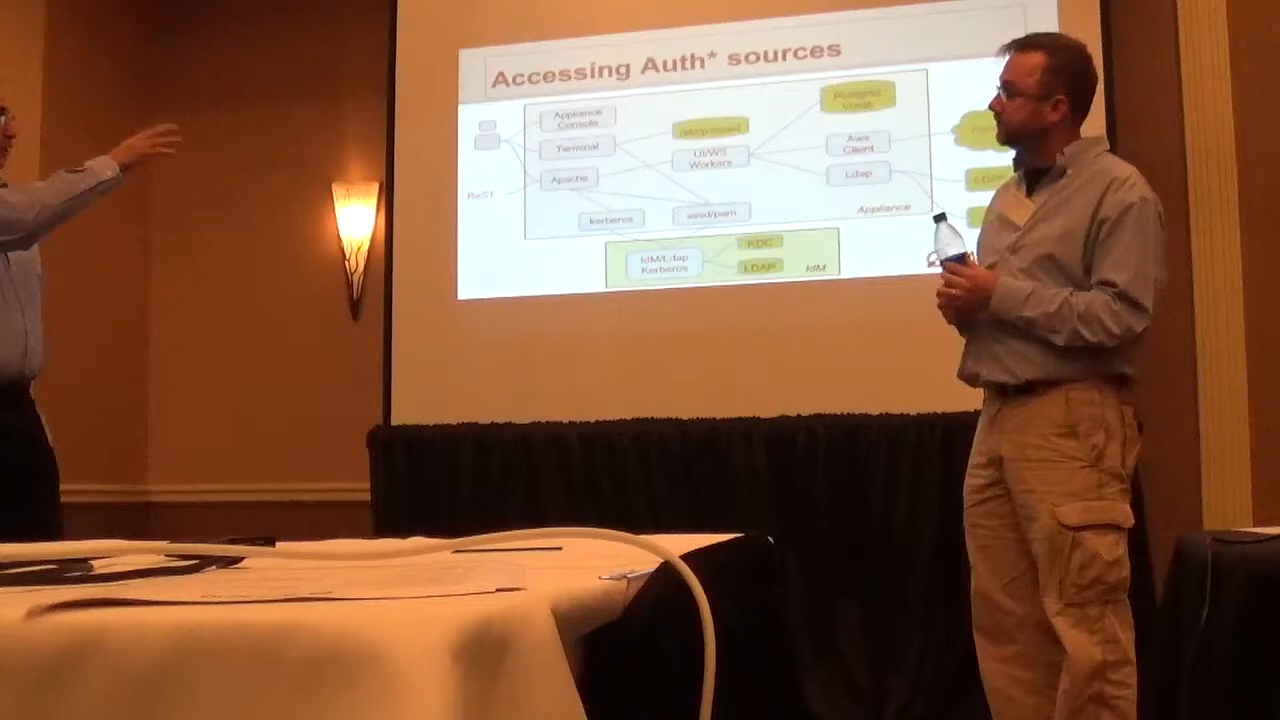 Accessing Auth* sources
Appliance
Console
Terminal
Apache
ReST
kerberos
UI/WS
Workers
sssd/pam
Postgres
Vmdb
Aws
Client
Ldap
Appliance
IdM/Ldap
Kerberos
KDC
LDAP
IdM